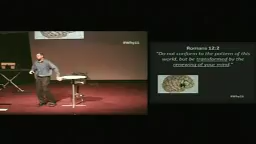 #WPe15
Romans 12:2
"Do not conform to the pattern of this
world, but be transformed by the
renewing of your mind."